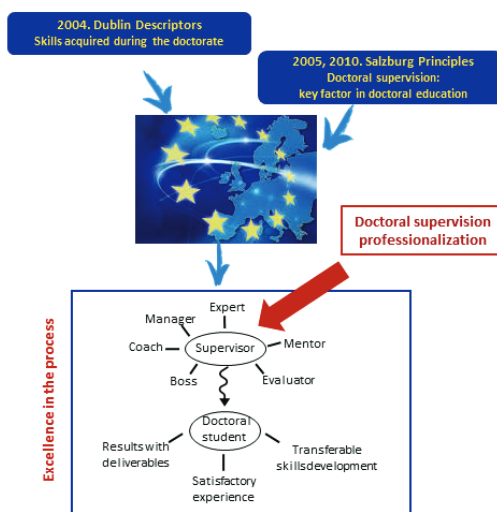 2004. Dublin Descriptors
Skills acquired during the doctorate
2005, 2010. Salzburg Principles
Doctoral supervision:
key factor in doctoral education
Doctoral supervision
professionalization
Excellence in the process
Expert
Manager
Mentor
Coach
Supervisor
Boss
Evaluator
Doctoral
student
Results with
deliverables
Transferable
skillsdevelopment
Satisfactory
experience